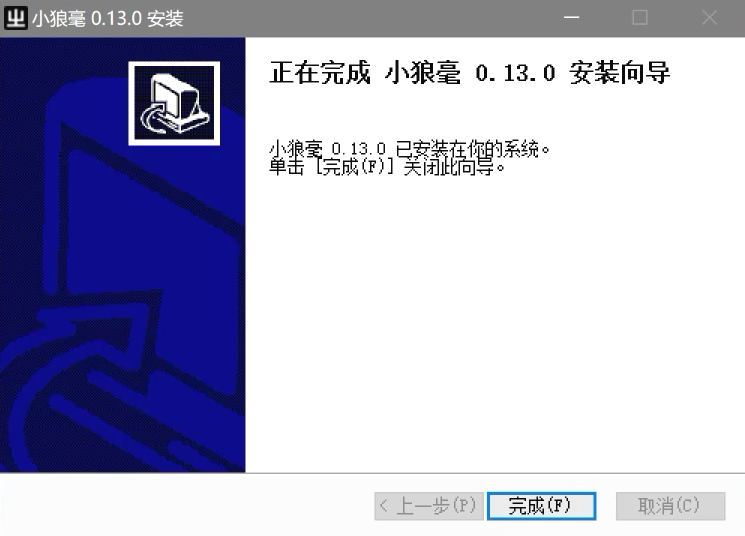 小狼毫 0.13.0 安装
正在完成 小狼毫 0.13.0 安装向导
小狼毫 0.13.0 已安装在你的系统。
单击 [完成(F)] 关闭此向导。
< 上一步(P) 完成(F) 取消(C)